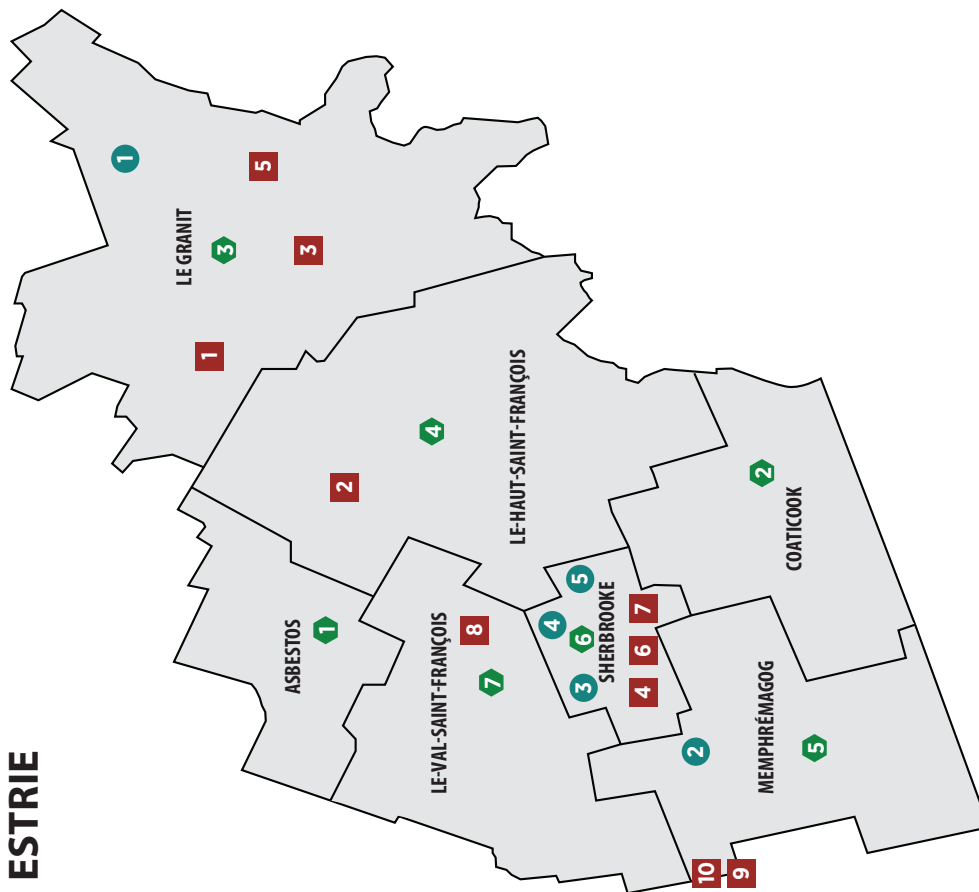 ESTRIE
1
LE GRANIT
1
3
5
3
ASBESTOS
1
2
4
LE-VAL-SAINT-FRANÇOIS
8
7
LE-HAUT-SAINT-FRANÇOIS
4
3 6 5
SHERBROOKE
4 6 7
2
10
9
MEMPHRÉMAGOG
2
COATICOOK
5